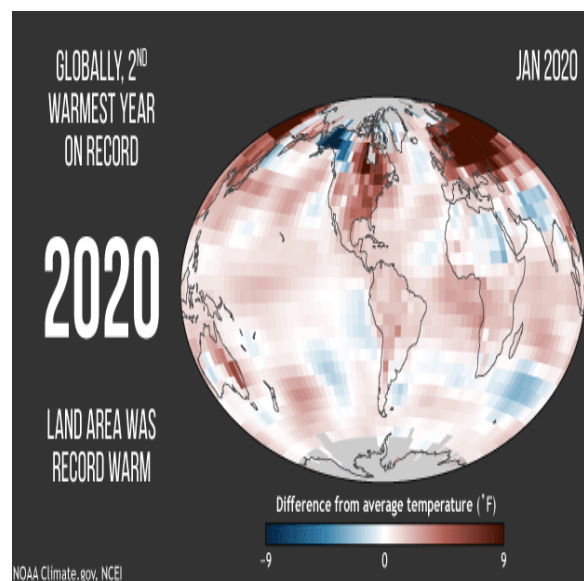 GLOBALLY, 2ND
WARMEST YEAR
ON RECORD
JAN 2020
2020
LAND AREA WAS
RECORD WARM
Difference from average temperature (°F)
-9 0 9
NOAA Climate.gov, NCEI